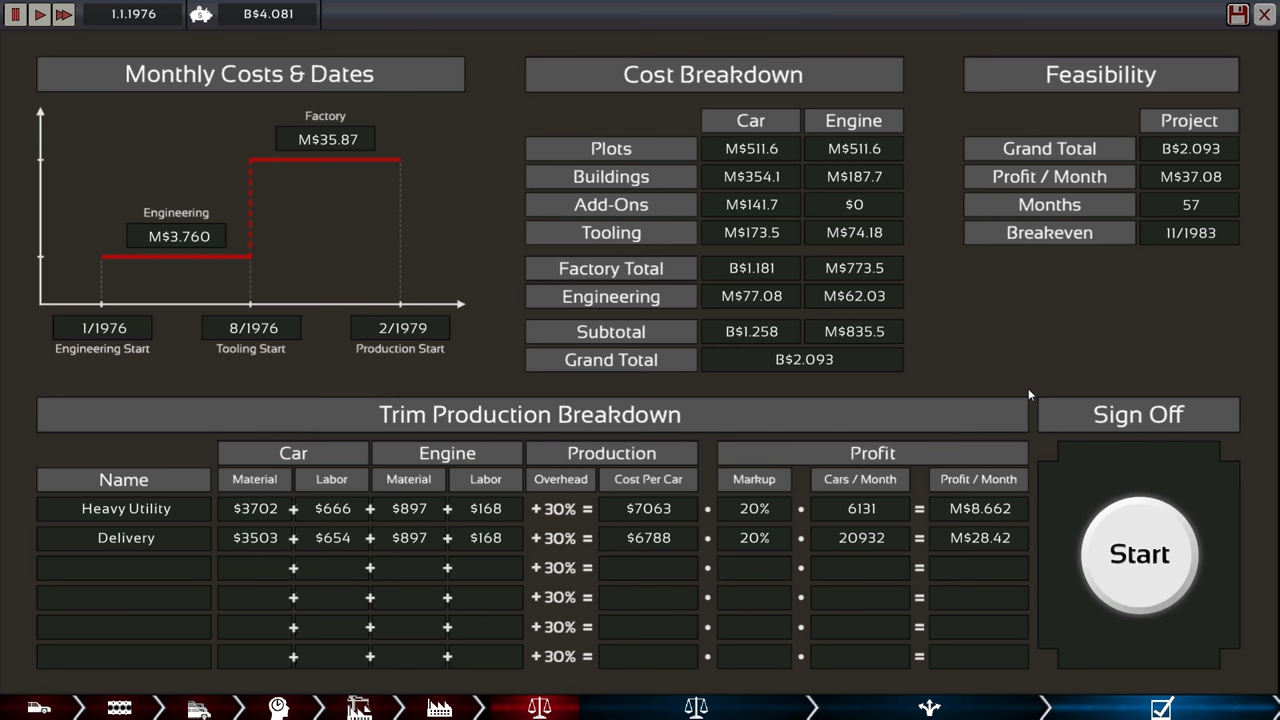 1.1.1976 B$4.081
Monthly Costs & Dates
Factory
M$35.87
Engineering
M$3.760
1/1976 8/1976 2/1979
Engineering Start Tooling Start Production Start
Cost Breakdown
Car Engine
Plots M$511.6 M$511.6
Buildings M$354.1 M$187.7
Add-Ons M$141.7 $0
Tooling M$173.5 M$74.18
Factory Total B$1.181 M$773.5
Engineering M$77.08 M$62.03
Subtotal B$1.258 M$835.5
Grand Total B$2.093
Feasibility
Project
Grand Total B$2.093
Profit / Month M$37.08
Months 57
Breakeven 11/1983
Trim Production Breakdown
Car Engine Production Profit
Name Material Labor Material Labor Overhead Cost Per Car Markup Cars / Month Profit / Month
Heavy Utility $3702 + $666 + $897 + $168 +30% = $7063 • 20% • 6131 = M$8.662
Delivery $3503 + $654 + $897 + $168 +30% = $6788 • 20% • 20932 = M$28.42
+ + + +30% = • • =
+ + + +30% = • • =
+ + + +30% = • • =
+ + + +30% = • • =
Sign Off
Start